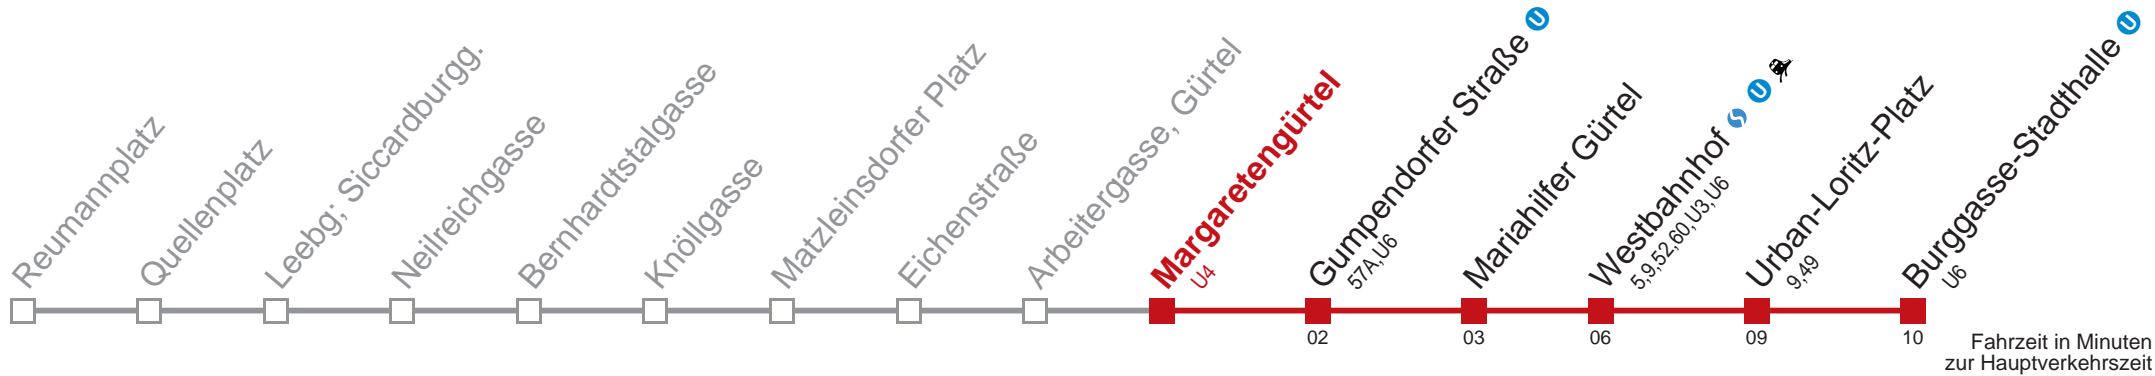 Reumannplatz
Quellenplatz
Leebg; Siccardburgg.
Neilreichgasse
Bernhardtstalgasse
Knöllgasse
Matzleinsdorfer Platz
Eichenstraße
Arbeitergasse, Gürtel
Margaretengürtel
U4
Gumpendorfer Straße U
57A,U6
Mariahilfer Gürtel
Westbahnhof S U
5,9,52,60,U3,U6
Urban-Loritz-Platz
9,49
Burggasse-Stadthalle U
U6
02
03
06
09
10
Fahrzeit in Minuten
zur Hauptverkehrszeit